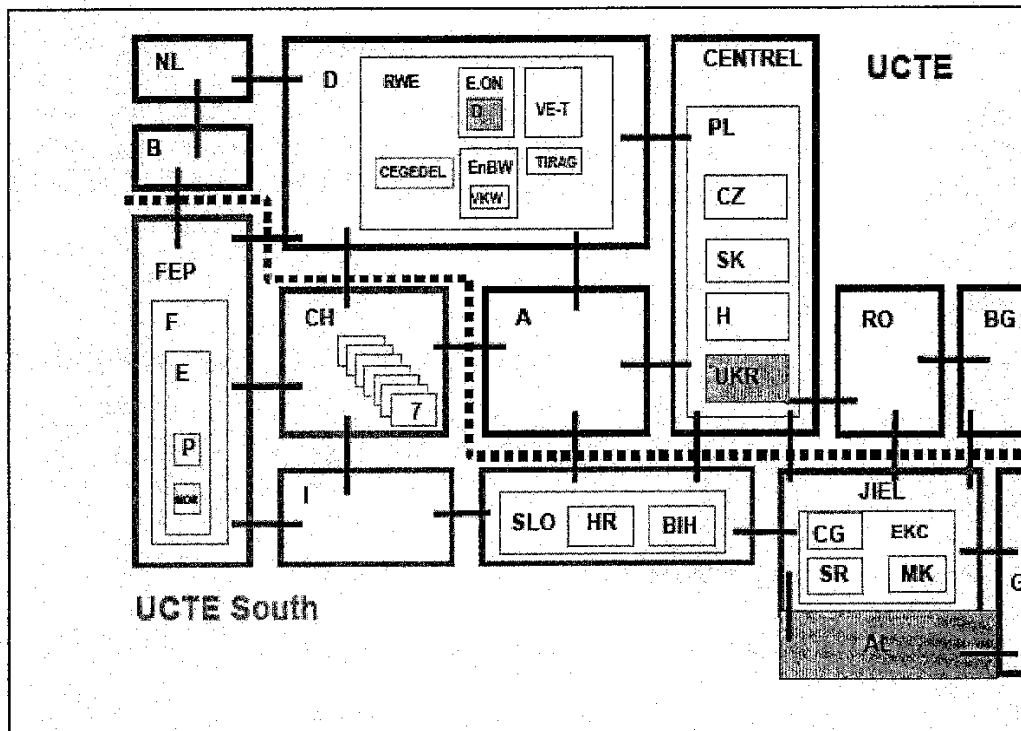 NL
D
RWE
E.ON
D
VE-T
CENTREL
UCTE
B
CEGEDEL
EnBW
VKW
TIRAG
PL
CZ
SK
H
UKR
FEP
F
E
P
CH
7
A
RO
BG
I
SLO
HR
BIH
JIEL
CG
EKC
SR
MK
G
AL
UCTE South